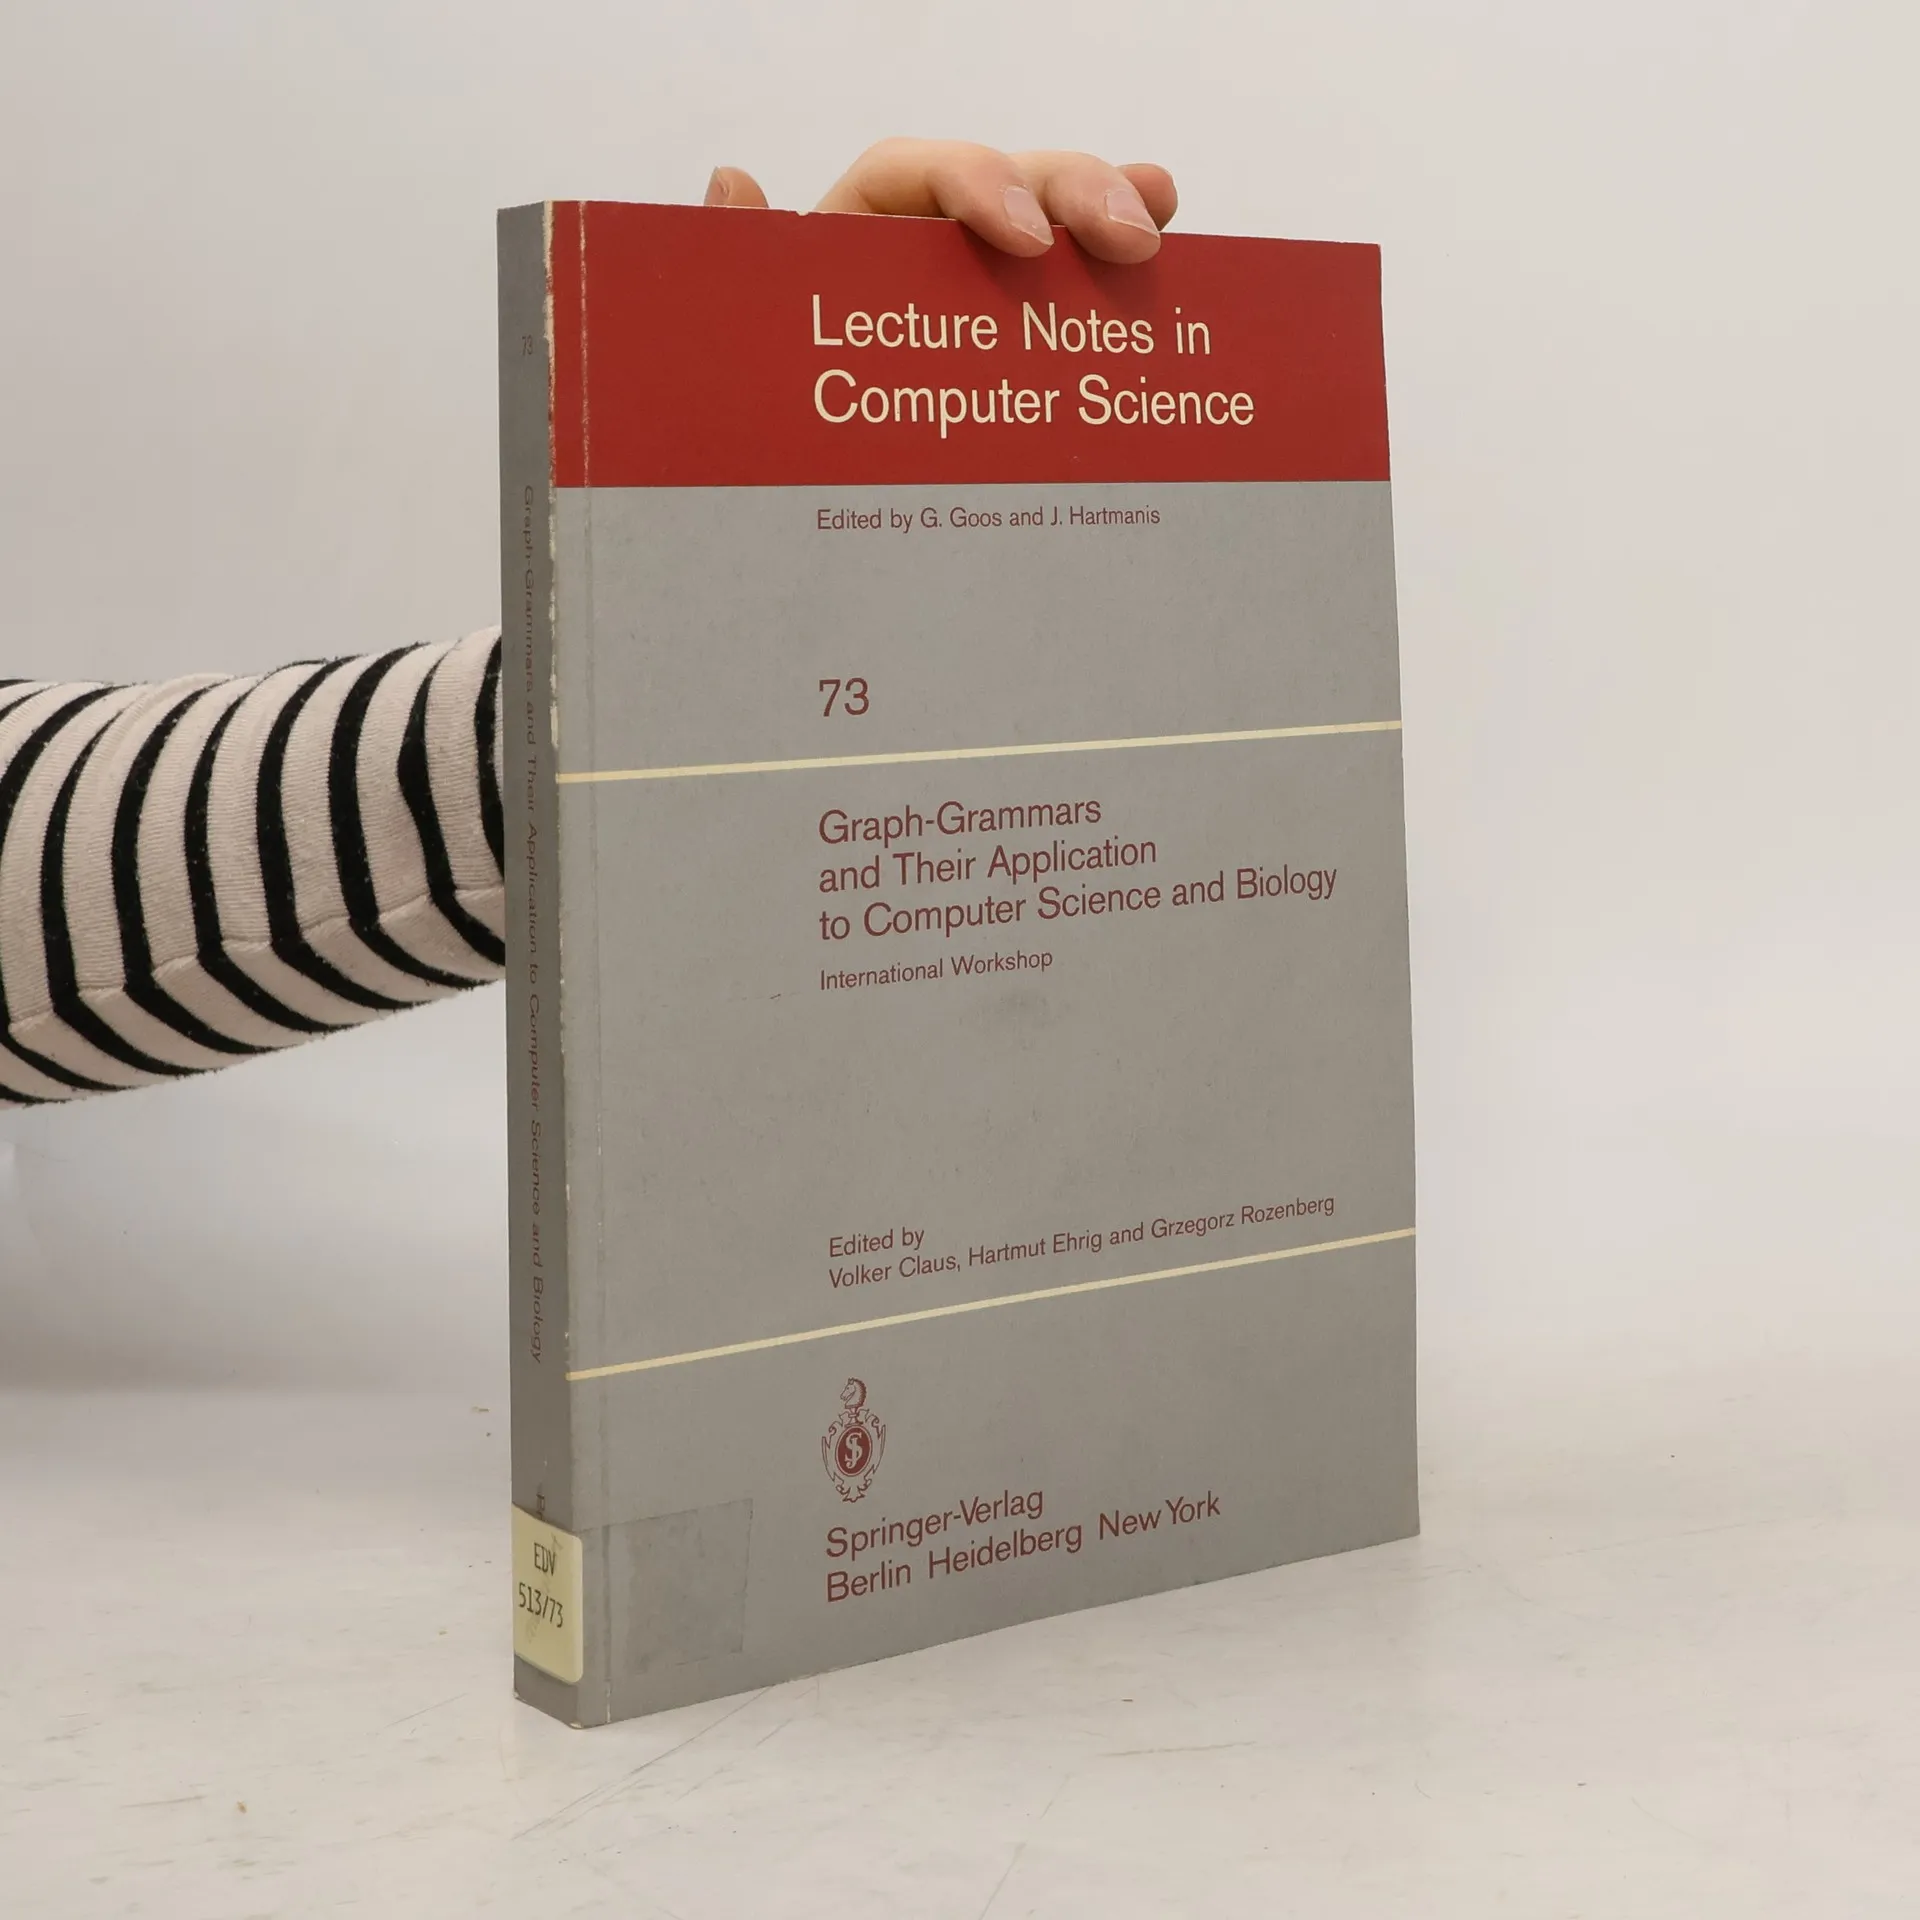 Lecture Notes in
Computer Science
Edited by G. Goos and J. Hartmanis
73
Graph-Grammars
and Their Application
to Computer Science and Biology
International Workshop
Edited by
Volker Claus, Hartmut Ehrig and Grzegorz Rozenberg
Springer-Verlag
Berlin Heidelberg New York
73
Graph-Grammars and Their Application to Computer Science and Biology
EDV
513/73